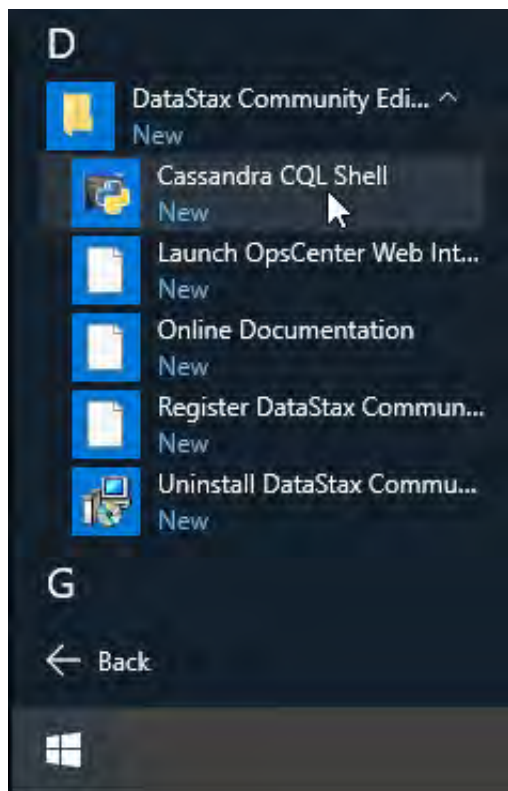 D
DataStax Community Edi...
New
Cassandra CQL Shell
New
Launch OpsCenter Web Int...
New
Online Documentation
New
Register DataStax Commun...
New
Uninstall DataStax Commu...
New
G
Back